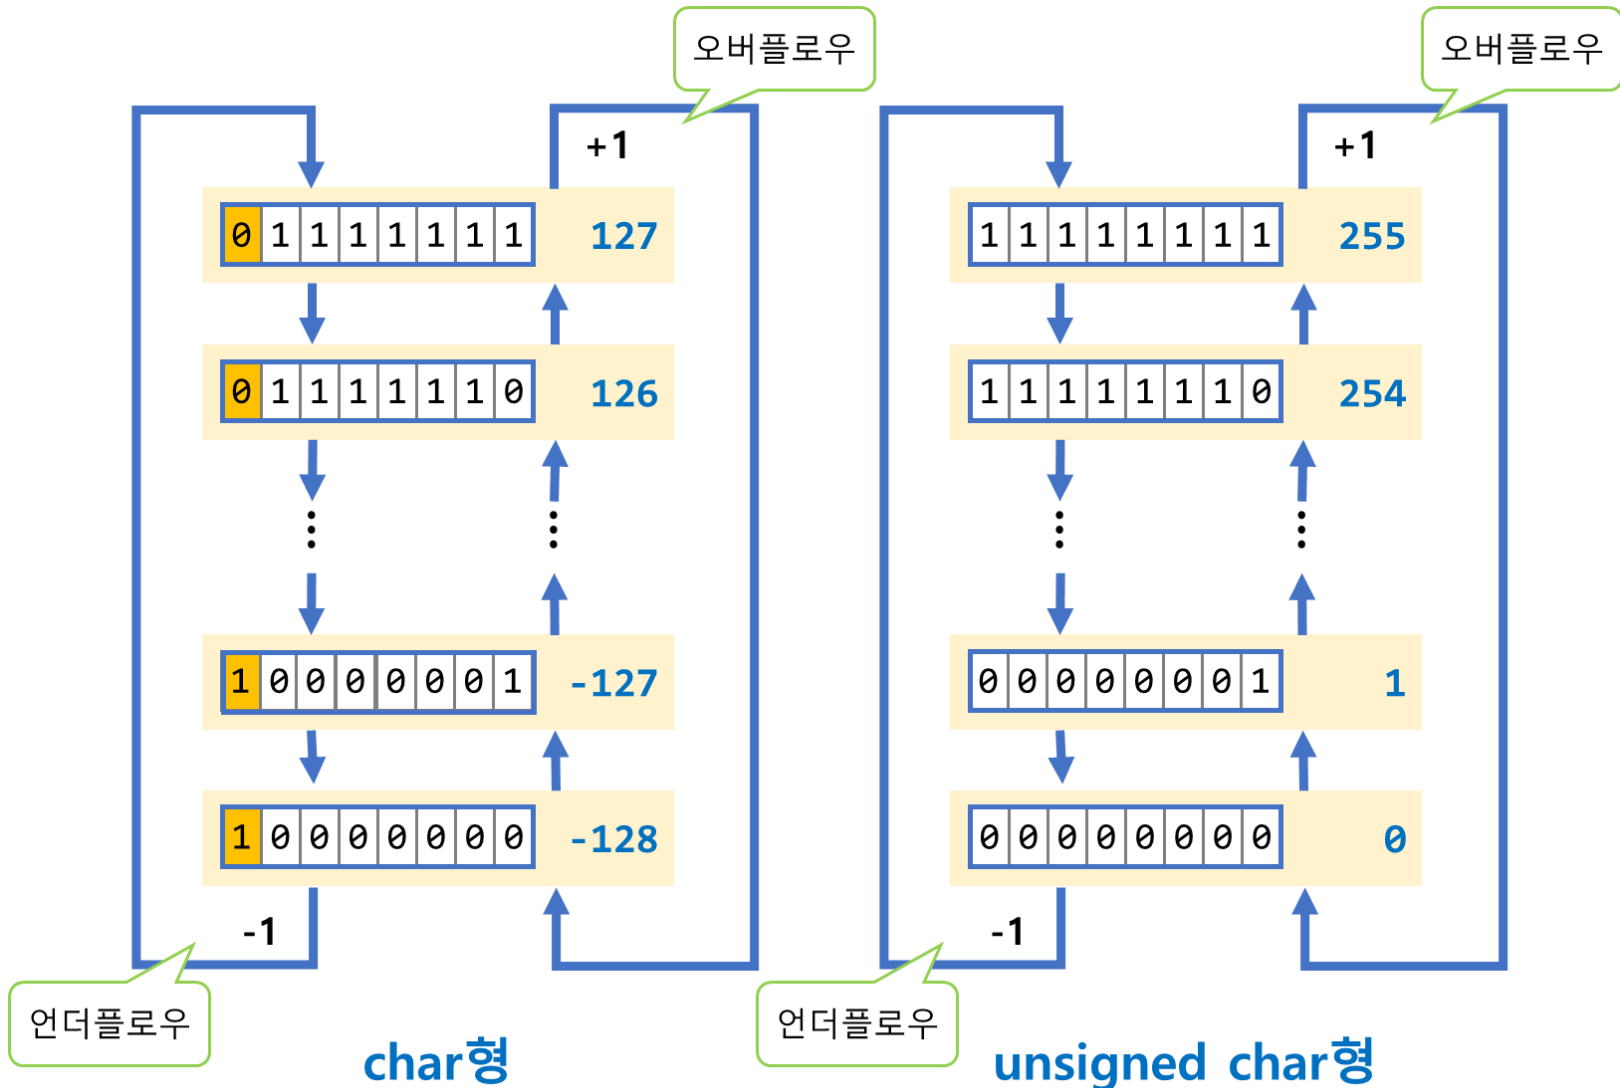 오버플로우
+1
0 1 1 1 1 1 1 1 127
0 1 1 1 1 1 1 0 126
⋮ ⋮
1 0 0 0 0 0 0 1 -127
1 0 0 0 0 0 0 0 -128
-1
언더플로우
char형
오버플로우
+1
1 1 1 1 1 1 1 1 255
1 1 1 1 1 1 1 0 254
⋮ ⋮
0 0 0 0 0 0 0 1 1
0 0 0 0 0 0 0 0 0
-1
언더플로우
unsigned char형